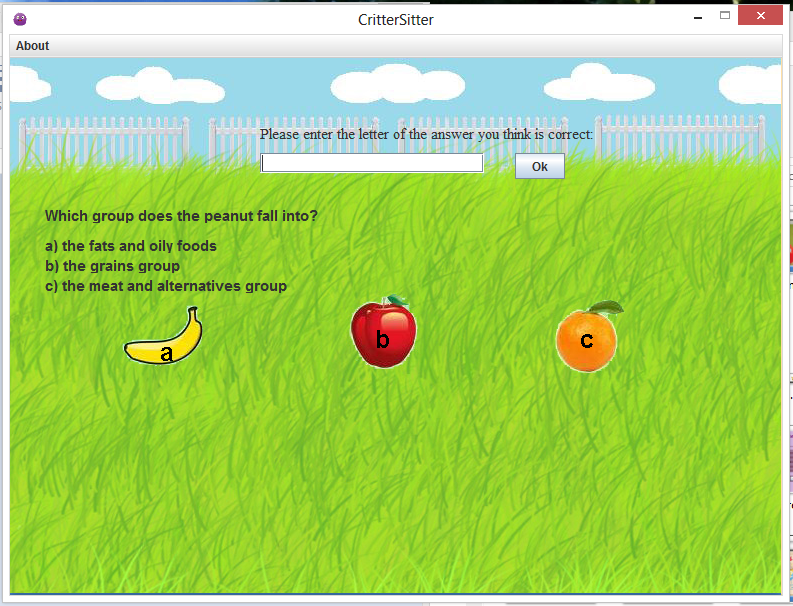 CritterSitter
About
Please enter the letter of the answer you think is correct:
Ok
Which group does the peanut fall into?
a) the fats and oily foods
b) the grains group
c) the meat and alternatives group
a
b
c